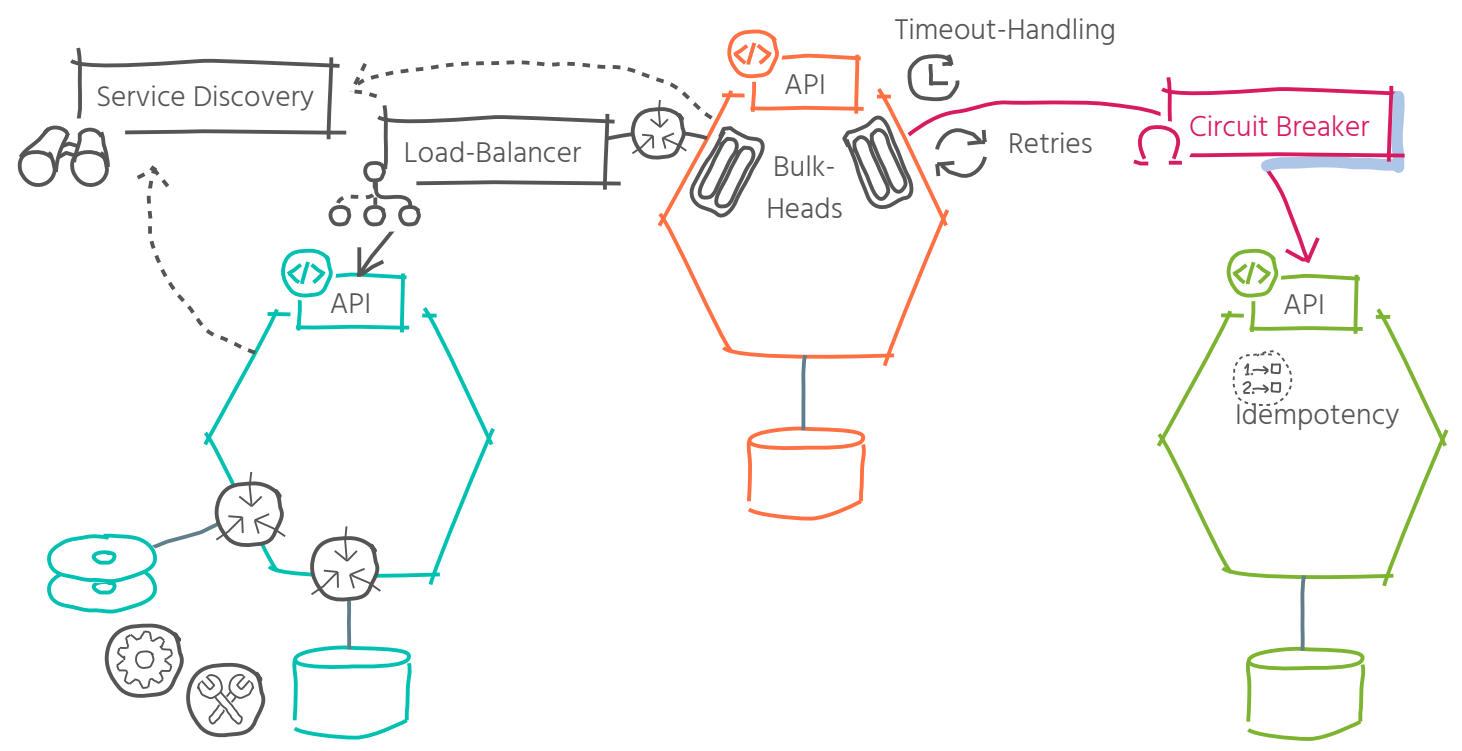 Timeout-Handling
</>
API
Service Discovery
Circuit Breaker
Load-Balancer
Retries
Bulk-
Heads
</>
API
</>
API
1.→□
2.→□
Idempotency